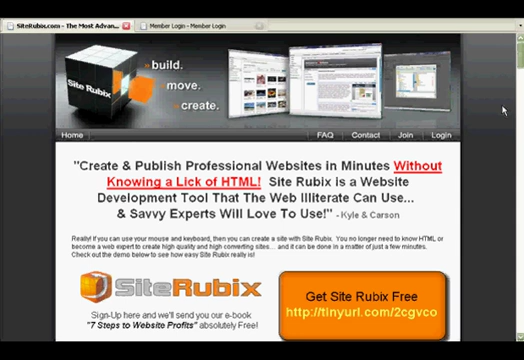 SiteRubix.com - The Most Advan...
Member Login - Member Login
Site Rubix
build.
move.
create.
Home
FAQ
Contact
Join
Login
"Create & Publish Professional Websites in Minutes Without
Knowing a Lick of HTML! Site Rubix is a Website
Development Tool That the Web Illiterate Can Use...
& Savvy Experts Will Love To Use!" - Kyle & Carson
Really! If you can use your mouse and keyboard, then you can create a site with Site Rubix. You no longer need to know HTML or
become a web expert to create high quality and high converting sites... and it can be done in a matter of just a few minutes.
Check out the demo below to see how easy Site Rubix really is!
SiteRubix
Sign-Up here and we'll send you our e-book
"7 Steps to Website Profits" absolutely Free!
Get Site Rubix Free
http://tinyurl.com/2cgvco